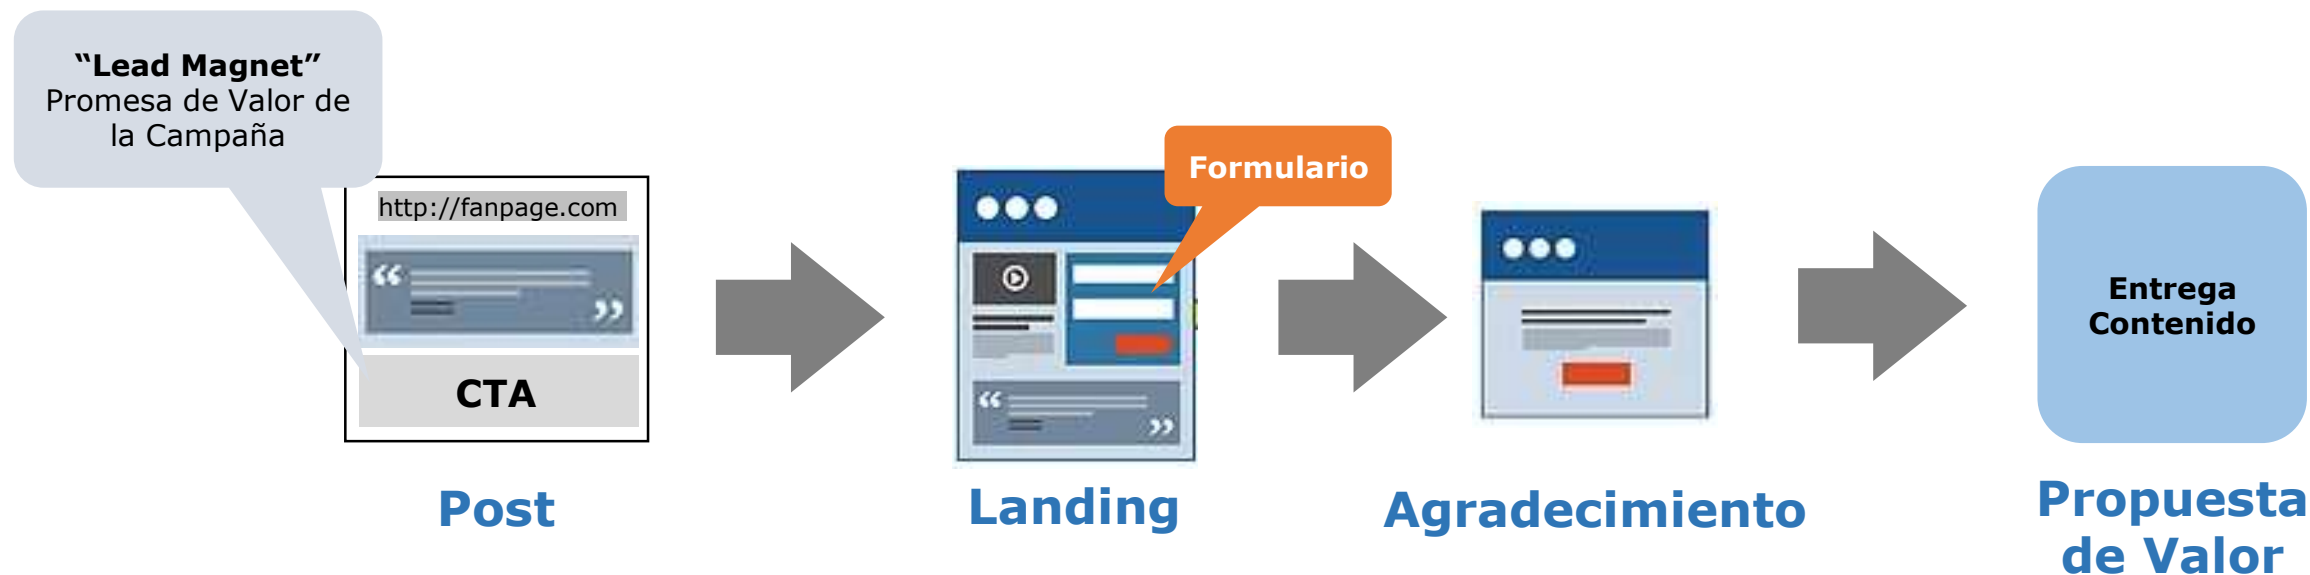 “Lead Magnet”
Promesa de Valor de
la Campaña
http://fanpage.com
“
”
CTA
Post
Formulario
“
”
Landing
Agradecimiento
Entrega
Contenido
Propuesta
de Valor